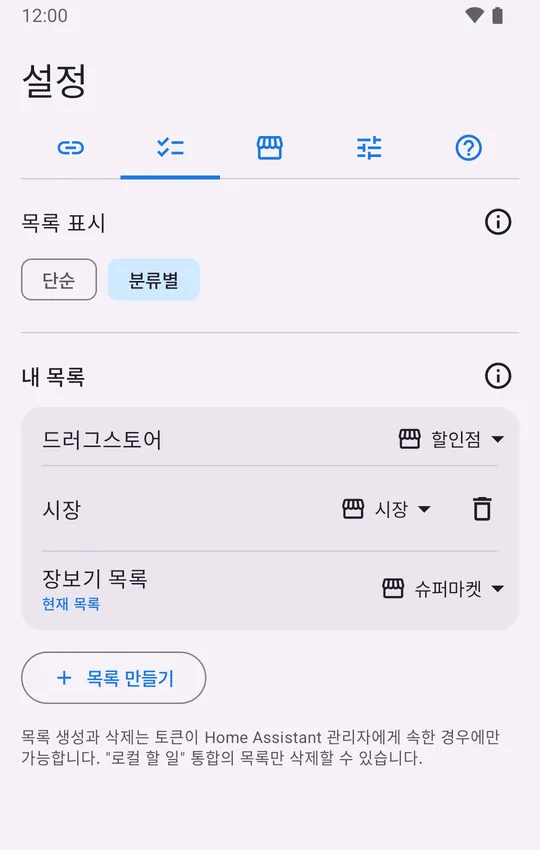 12:00
설정
목록 표시
단순
분류별
내 목록
드러그스토어
할인점
시장
시장
장보기 목록
현재 목록
슈퍼마켓
+ 목록 만들기
목록 생성과 삭제는 토큰이 Home Assistant 관리자에게 속한 경우에만
가능합니다. "로컬 할 일" 통합의 목록만 삭제할 수 있습니다.